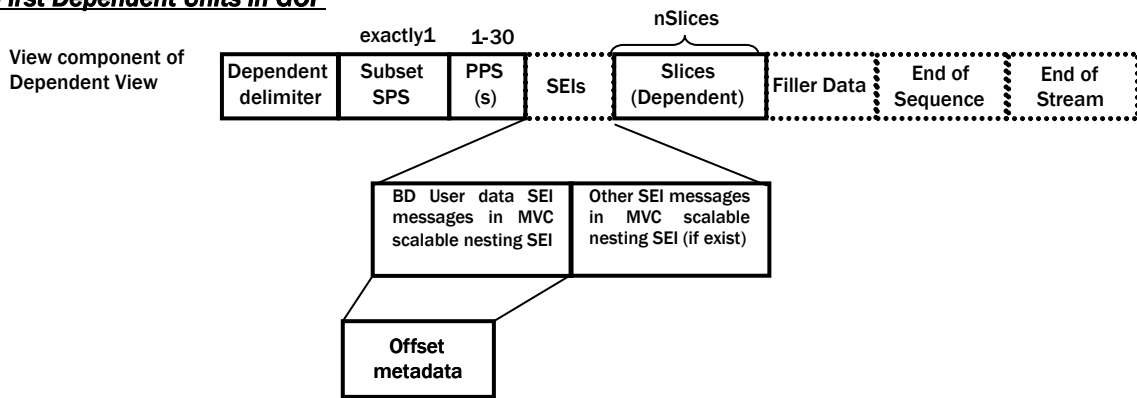 First Dependent Units in GOP
nSlices
exactly1 1-30
View component of
Dependent View
Dependent
delimiter
Subset
SPS
PPS
(s)
SEIs
Slices
(Dependent)
Filler Data
End of
Sequence
End of
Stream
BD User data SEI
messages in MVC
scalable nesting SEI
Other SEI messages
in MVC scalable
nesting SEI (if exist)
Offset
metadata